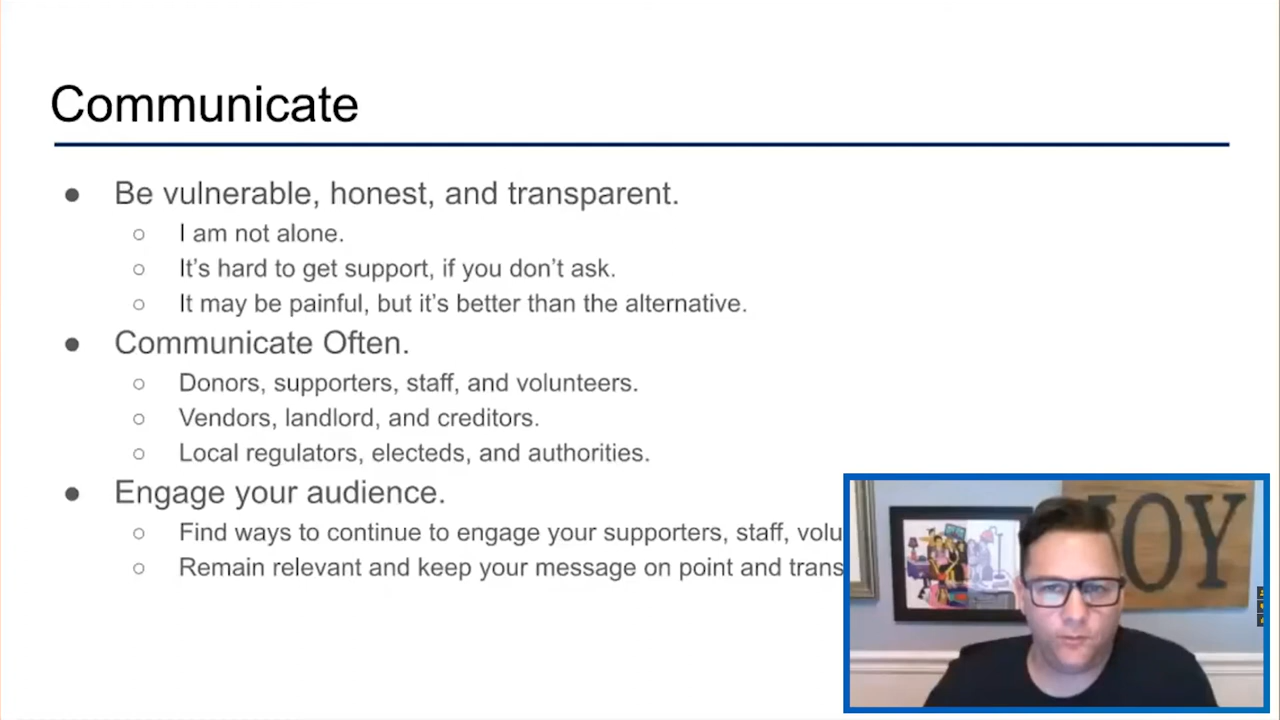 Communicate
● Be vulnerable, honest, and transparent.
○ I am not alone.
○ It's hard to get support, if you don't ask.
○ It may be painful, but it's better than the alternative.
● Communicate Often.
○ Donors, supporters, staff, and volunteers.
○ Vendors, landlord, and creditors.
○ Local regulators, electeds, and authorities.
● Engage your audience.
○ Find ways to continue to engage your supporters, staff,
○ Remain relevant and keep your message on point and
OY